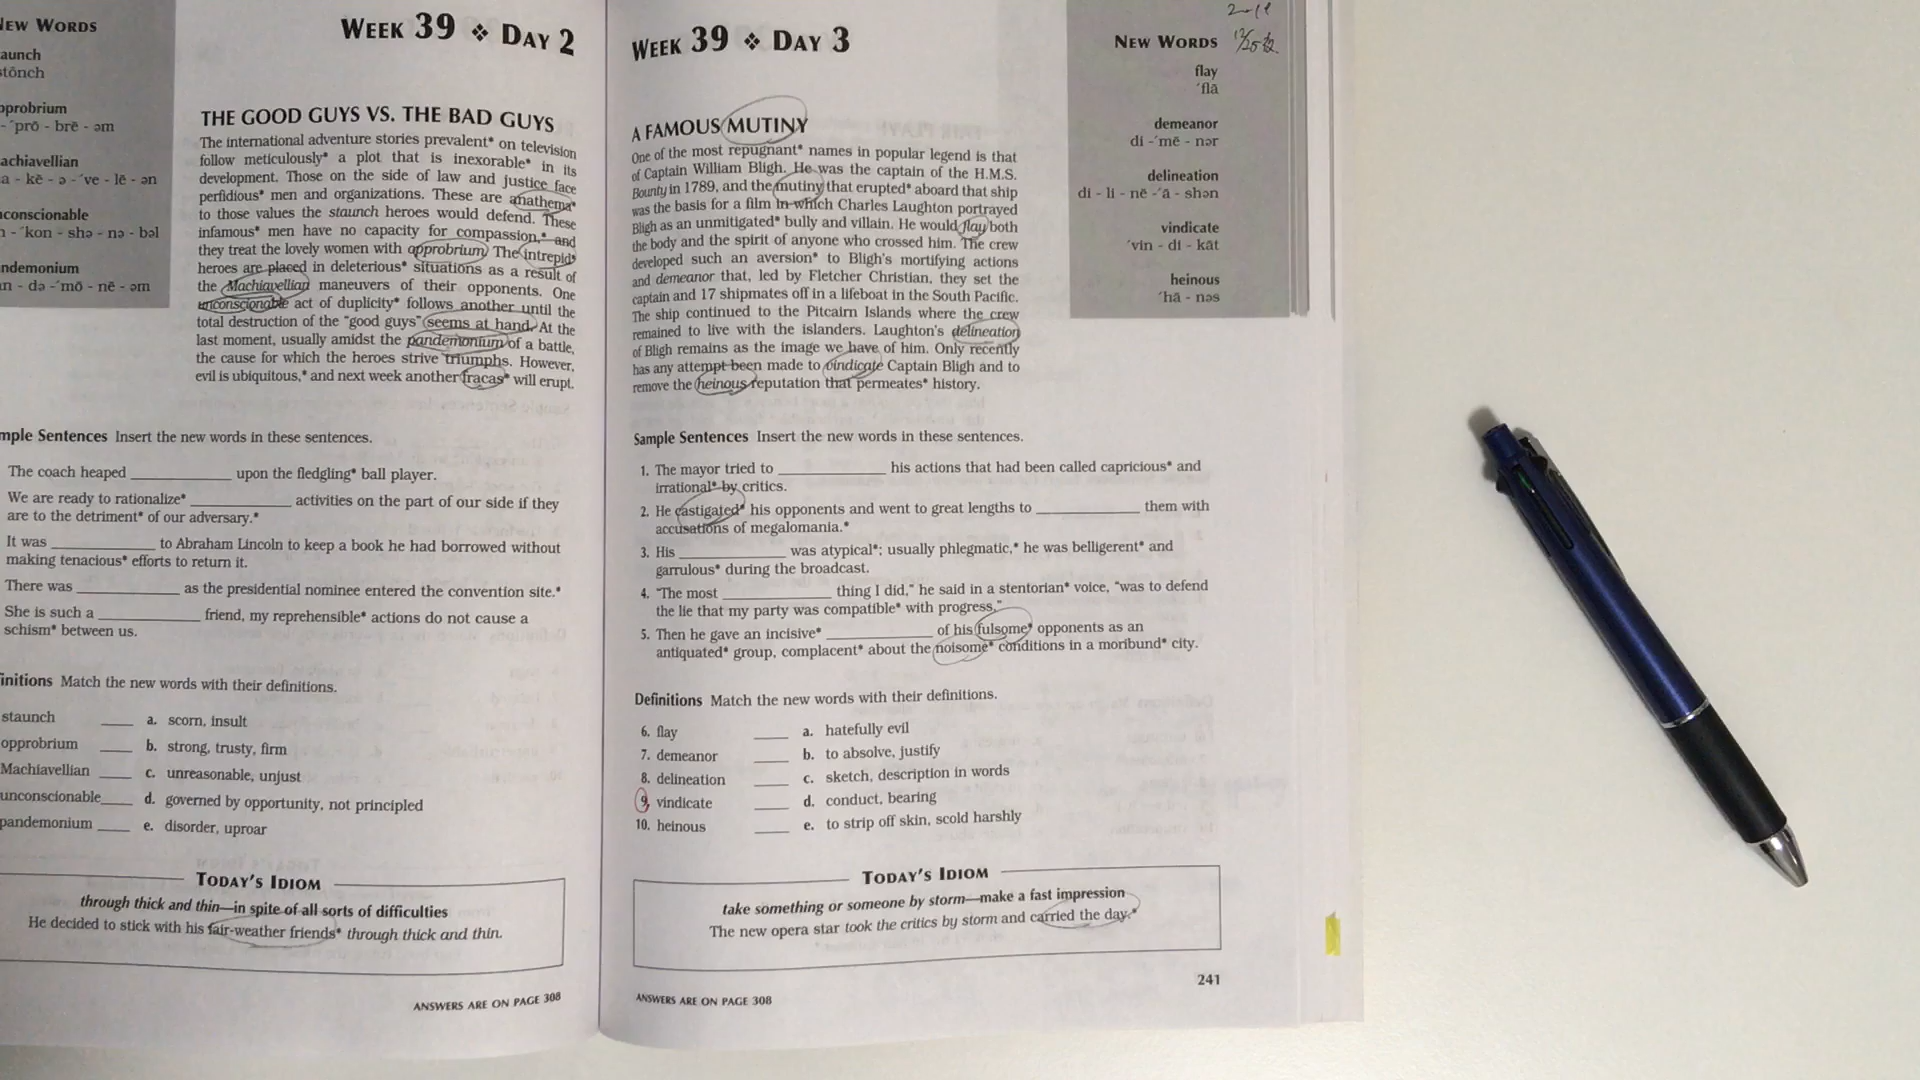 NEW WORDS
aunch
stônch
pprobrium
- ´prō - brē - əm
achiavellian
a - kē - ə - ´ve - lē - ən
nconscionable
n - ´kon - shə - nə - bəl
ndemonium
n - də - ´mō - nē - əm
WEEK 39 ❖ DAY 2
THE GOOD GUYS VS. THE BAD GUYS
The international adventure stories prevalent* on television
follow meticulously* a plot that is inexorable* in its
development. Those on the side of law and justice face
perfidious* men and organizations. These are anathema*
to those values the staunch heroes would defend. These
infamous* men have no capacity for compassion,* and
they treat the lovely women with opprobrium. The intrepid*
heroes are placed in deleterious* situations as a result of
the Machiavellian maneuvers of their opponents. One
unconscionable act of duplicity* follows another until the
total destruction of the "good guys" seems at hand. At the
last moment, usually amidst the pandemonium of a battle,
the cause for which the heroes strive triumphs. However,
evil is ubiquitous,* and next week another fracas* will erupt.
mple Sentences Insert the new words in these sentences.
The coach heaped ____________ upon the fledgling* ball player.
We are ready to rationalize* ____________ activities on the part of our side if they
are to the detriment* of our adversary.*
It was ____________ to Abraham Lincoln to keep a book he had borrowed without
making tenacious* efforts to return it.
There was ____________ as the presidential nominee entered the convention site.*
She is such a ____________ friend, my reprehensible* actions do not cause a
schism* between us.
initions Match the new words with their definitions.
staunch ____ a. scorn, insult
opprobrium ____ b. strong, trusty, firm
Machiavellian ____ c. unreasonable, unjust
unconscionable ____ d. governed by opportunity, not principled
pandemonium ____ e. disorder, uproar
TODAY'S IDIOM
through thick and thin—in spite of all sorts of difficulties
He decided to stick with his fair-weather friends* through thick and thin.
ANSWERS ARE ON PAGE 308
WEEK 39 ❖ DAY 3
A FAMOUS MUTINY
One of the most repugnant* names in popular legend is that
of Captain William Bligh. He was the captain of the H.M.S.
Bounty in 1789, and the mutiny that erupted* aboard that ship
was the basis for a film in which Charles Laughton portrayed
Bligh as an unmitigated* bully and villain. He would flay both
the body and the spirit of anyone who crossed him. The crew
developed such an aversion* to Bligh's mortifying actions
and demeanor that, led by Fletcher Christian, they set the
captain and 17 shipmates off in a lifeboat in the South Pacific.
The ship continued to the Pitcairn Islands where the crew
remained to live with the islanders. Laughton's delineation
of Bligh remains as the image we have of him. Only recently
has any attempt been made to vindicate Captain Bligh and to
remove the heinous reputation that permeates* history.
NEW WORDS
flay
´flā
demeanor
di - ´mē - nər
delineation
di - li - nē - ´ā - shən
vindicate
´vin - di - kāt
heinous
´hā - nəs
Sample Sentences Insert the new words in these sentences.
1. The mayor tried to ____________ his actions that had been called capricious* and
irrational* by critics.
2. He castigated* his opponents and went to great lengths to ____________ them with
accusations of megalomania.*
3. His ____________ was atypical*; usually phlegmatic,* he was belligerent* and
garrulous* during the broadcast.
4. "The most ____________ thing I did," he said in a stentorian* voice, "was to defend
the lie that my party was compatible* with progress."
5. Then he gave an incisive* ____________ of his fulsome* opponents as an
antiquated* group, complacent* about the noisome* conditions in a moribund* city.
Definitions Match the new words with their definitions.
6. flay ____ a. hatefully evil
7. demeanor ____ b. to absolve, justify
8. delineation ____ c. sketch, description in words
9. vindicate ____ d. conduct, bearing
10. heinous ____ e. to strip off skin, scold harshly
TODAY'S IDIOM
take something or someone by storm—make a fast impression
The new opera star took the critics by storm and carried the day.*
241
ANSWERS ARE ON PAGE 308